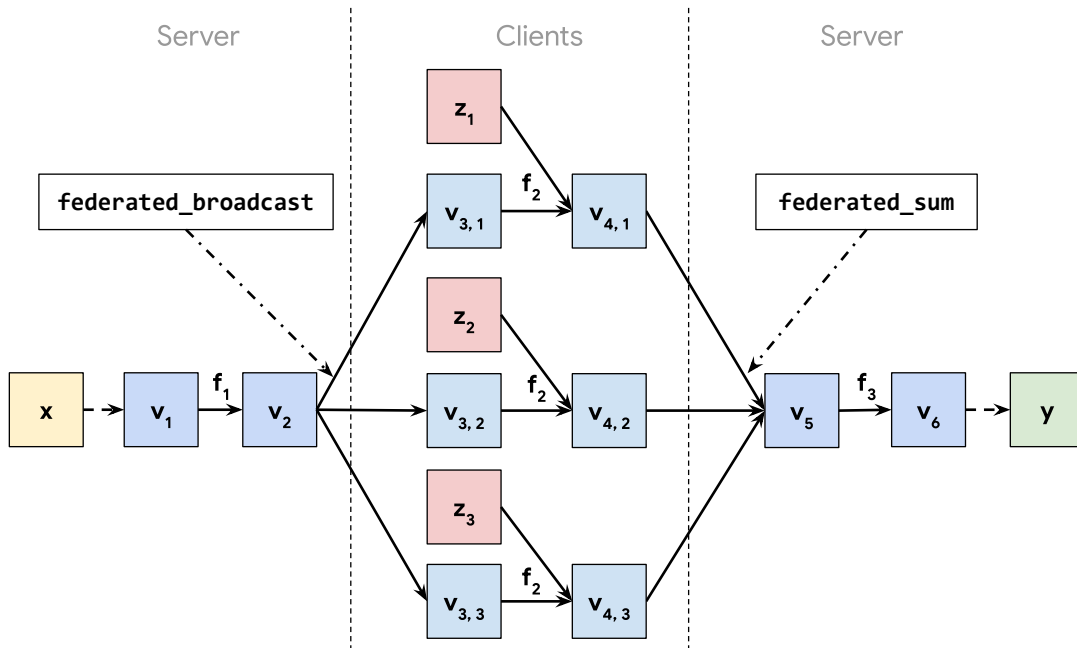 Server
Clients
Server
z₁
federated_broadcast
f₂
federated_sum
v₃,₁
v₄,₁
z₂
x
v₁
f₁
v₂
v₃,₂
f₂
v₄,₂
v₅
f₃
v₆
y
z₃
f₂
v₃,₃
v₄,₃